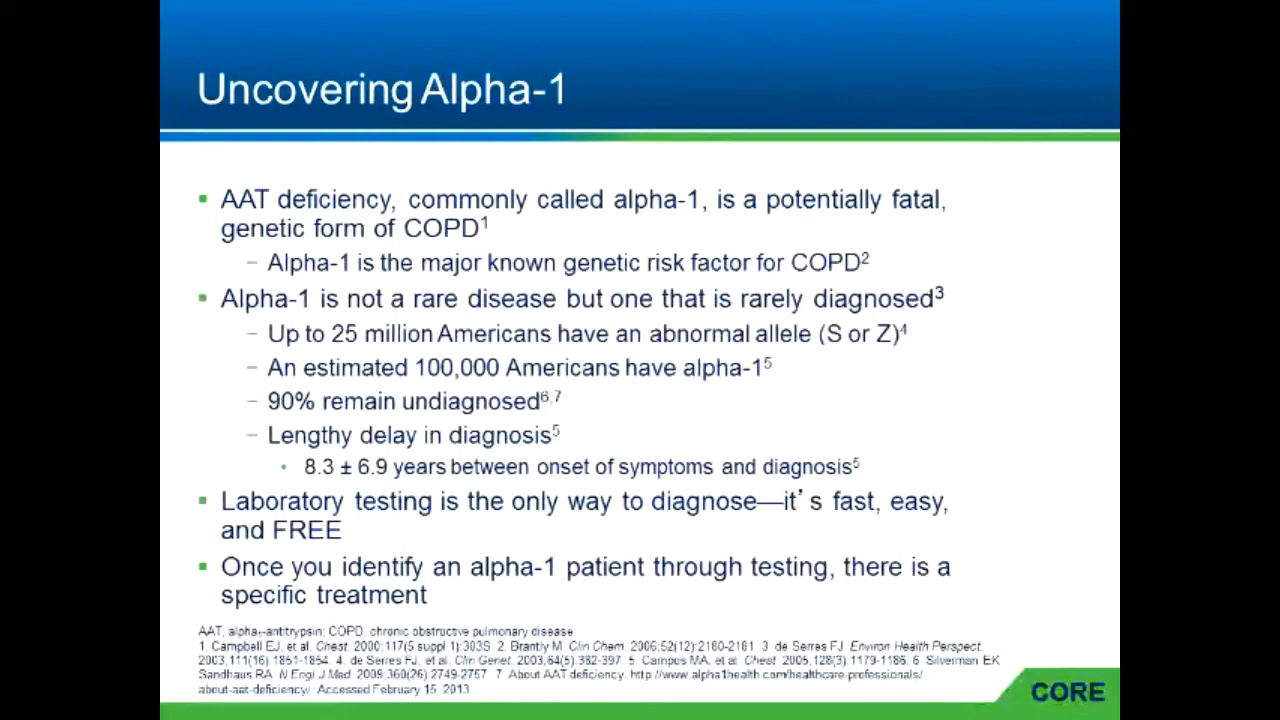 Uncovering Alpha-1
▪ AAT deficiency, commonly called alpha-1, is a potentially fatal,
genetic form of COPD¹
– Alpha-1 is the major known genetic risk factor for COPD²
▪ Alpha-1 is not a rare disease but one that is rarely diagnosed³
– Up to 25 million Americans have an abnormal allele (S or Z)⁴
– An estimated 100,000 Americans have alpha-1⁵
– 90% remain undiagnosed⁶,⁷
– Lengthy delay in diagnosis⁵
• 8.3 ± 6.9 years between onset of symptoms and diagnosis⁵
▪ Laboratory testing is the only way to diagnose—it’s fast, easy,
and FREE
▪ Once you identify an alpha-1 patient through testing, there is a
specific treatment
AAT, alpha₁-antitrypsin; COPD, chronic obstructive pulmonary disease.
1. Campbell EJ, et al. Chest. 2000;117(5 suppl 1):303S 2. Brantly M. Clin Chem. 2006;52(12):2180-2181 3. de Serres FJ. Environ Health Perspect.
2003;111(16):1851-1854. 4. de Serres FJ, et al. Clin Genet. 2003;64(5):382-397. 5. Campos MA, et al. Chest. 2005;128(3):1179-1186. 6. Silverman EK
Sandhaus RA. N Engl J Med. 2009;360(26):2749-2757 7. About AAT deficiency. http://www.alpha1health.com/healthcare-professionals/
about-aat-deficiency/. Accessed February 15, 2013
CORE